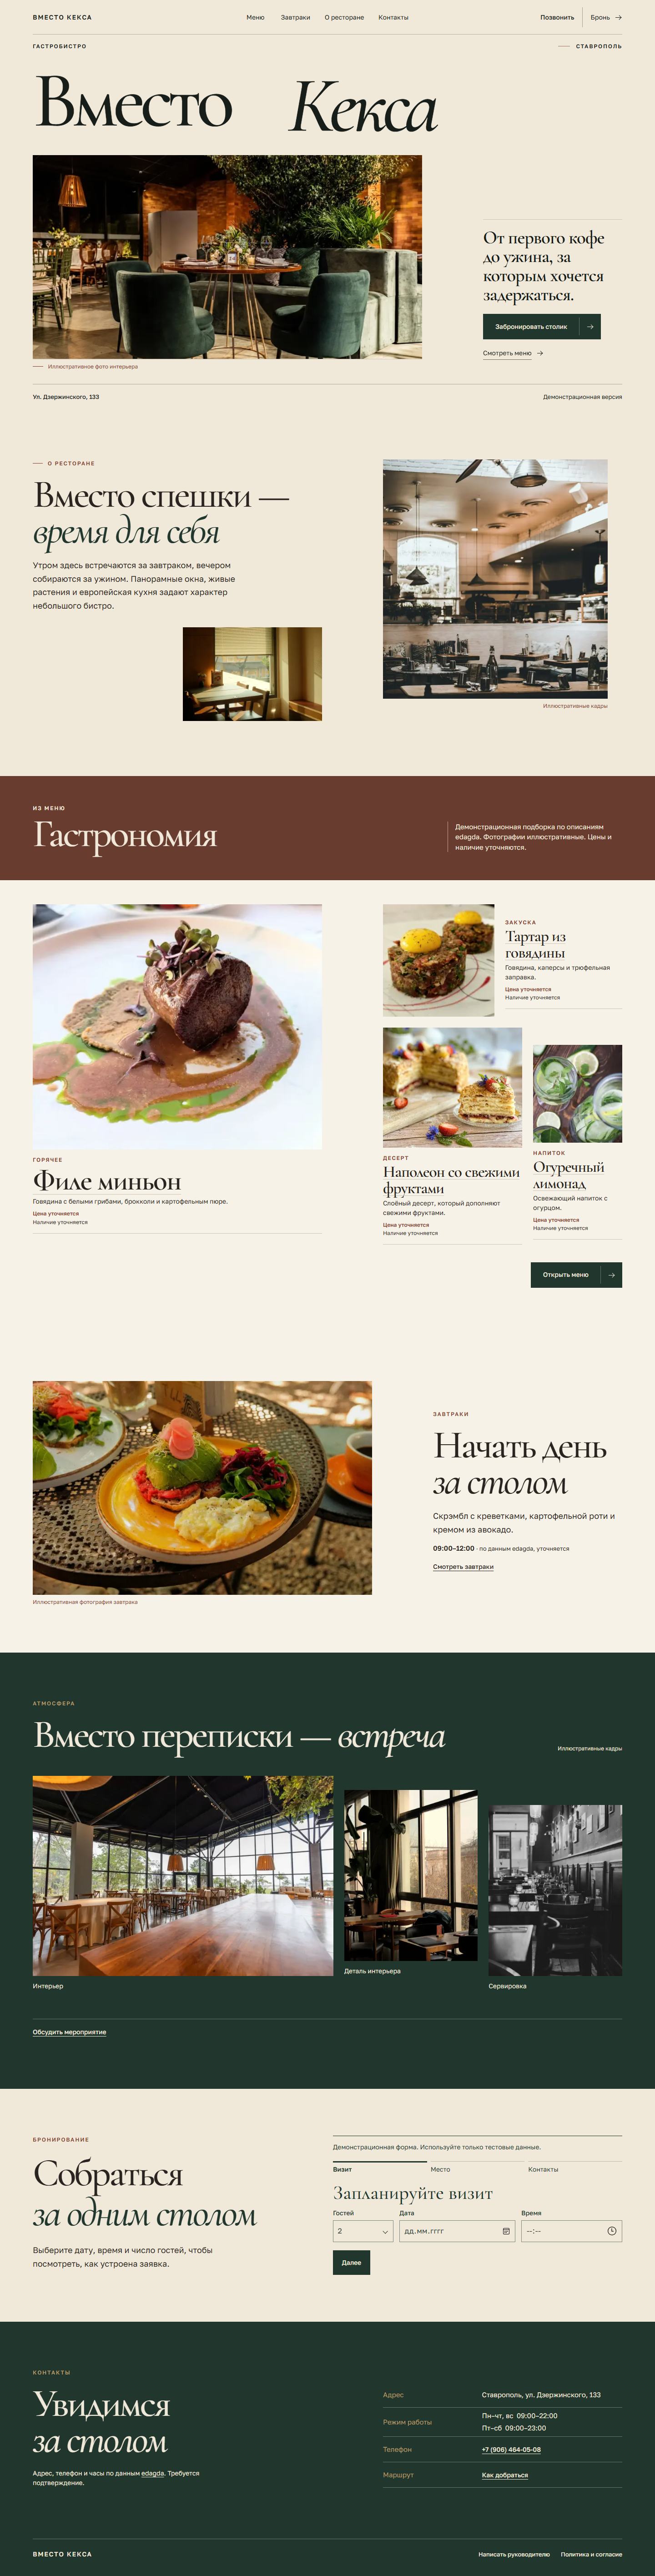 ВМЕСТО КЕКСА
Меню Завтраки О ресторане Контакты
Позвонить Бронь →
ГАСТРОБИСТРО
СТАВРОПОЛЬ
Вместо Кекса
От первого кофе
до ужина, за
которым хочется
задержаться.
Забронировать столик →
Смотреть меню →
Иллюстративное фото интерьера
Ул. Дзержинского, 133
Демонстрационная версия
О РЕСТОРАНЕ
Вместо спешки —
время для себя
Утром здесь встречаются за завтраком, вечером
собираются за ужином. Панорамные окна, живые
растения и европейская кухня задают характер
небольшого бистро.
Иллюстративные кадры
ИЗ МЕНЮ
Гастрономия
Демонстрационная подборка по описаниям
edagda. Фотографии иллюстративные. Цены и
наличие уточняются.
ГОРЯЧЕЕ
Филе миньон
Говядина с белыми грибами, брокколи и картофельным пюре.
Цена уточняется
Наличие уточняется
ЗАКУСКА
Тартар из
говядины
Говядина, каперсы и трюфельная
заправка.
Цена уточняется
Наличие уточняется
ДЕСЕРТ
Наполеон со свежими
фруктами
Слоёный десерт, который дополняют
свежими фруктами.
Цена уточняется
Наличие уточняется
НАПИТОК
Огуречный
лимонад
Освежающий напиток с
огурцом.
Цена уточняется
Наличие уточняется
Открыть меню →
ЗАВТРАКИ
Начать день
за столом
Скрэмбл с креветками, картофельной роти и
кремом из авокадо.
09:00–12:00 · по данным edagda, уточняется
Смотреть завтраки
Иллюстративная фотография завтрака
АТМОСФЕРА
Вместо переписки — встреча
Иллюстративные кадры
Интерьер
Деталь интерьера
Сервировка
Обсудить мероприятие
БРОНИРОВАНИЕ
Собраться
за одним столом
Выберите дату, время и число гостей, чтобы
посмотреть, как устроена заявка.
Демонстрационная форма. Используйте только тестовые данные.
Визит Место Контакты
Запланируйте визит
Гостей Дата Время
2 дд.мм.гггг --:--
Далее
КОНТАКТЫ
Увидимся
за столом
Адрес, телефон и часы по данным edagda. Требуется
подтверждение.
Адрес Ставрополь, ул. Дзержинского, 133
Режим работы Пн–чт, вс 09:00–22:00
Пт–сб 09:00–23:00
Телефон +7 (906) 464-05-08
Маршрут Как добраться
ВМЕСТО КЕКСА
Написать руководителю Политика и согласие